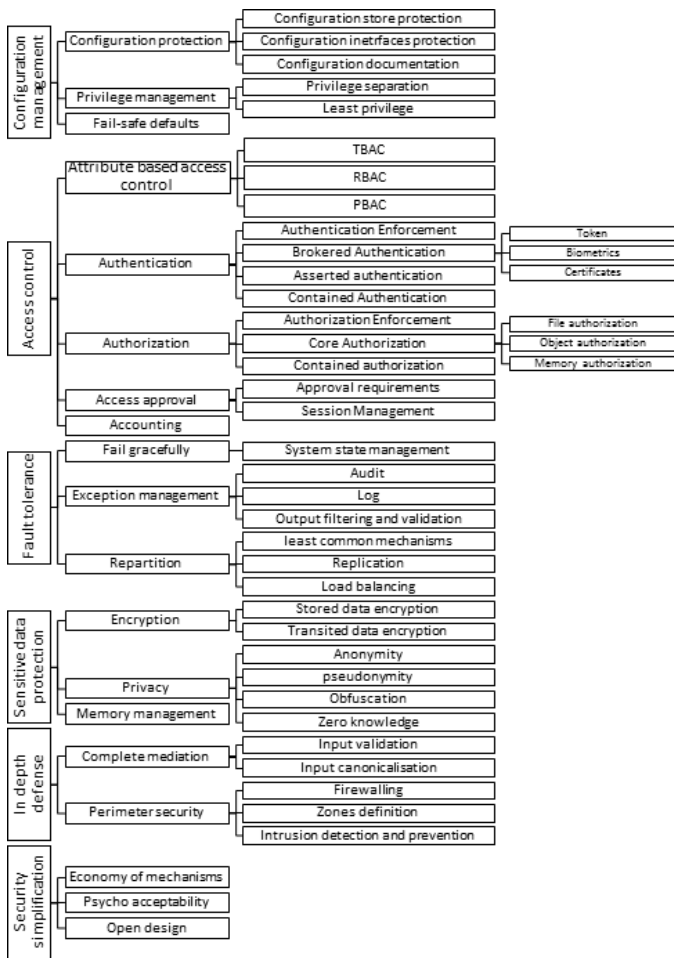 Configuration management
Configuration protection
Configuration store protection
Configuration inetrfaces protection
Configuration documentation
Privilege management
Privilege separation
Least privilege
Fail-safe defaults
Access control
Attribute based access
control
TBAC
RBAC
PBAC
Authentication
Authentication Enforcement
Brokered Authentication
Token
Biometrics
Certificates
Asserted authentication
Contained Authentication
Authorization
Authorization Enforcement
Core Authorization
File authorization
Object authorization
Memory authorization
Contained authorization
Access approval
Approval requirements
Session Management
Accounting
Fault tolerance
Fail gracefully
System state management
Exception management
Audit
Log
Output filtering and validation
Repartition
least common mechanisms
Replication
Load balancing
Sensitive data
protection
Encryption
Stored data encryption
Transited data encryption
Privacy
Anonymity
pseudonymity
Obfuscation
Zero knowledge
Memory management
In depth
defense
Complete mediation
Input validation
Input canonicalisation
Perimeter security
Firewalling
Zones definition
Intrusion detection and prevention
Security
simplification
Economy of mechanisms
Psycho acceptability
Open design